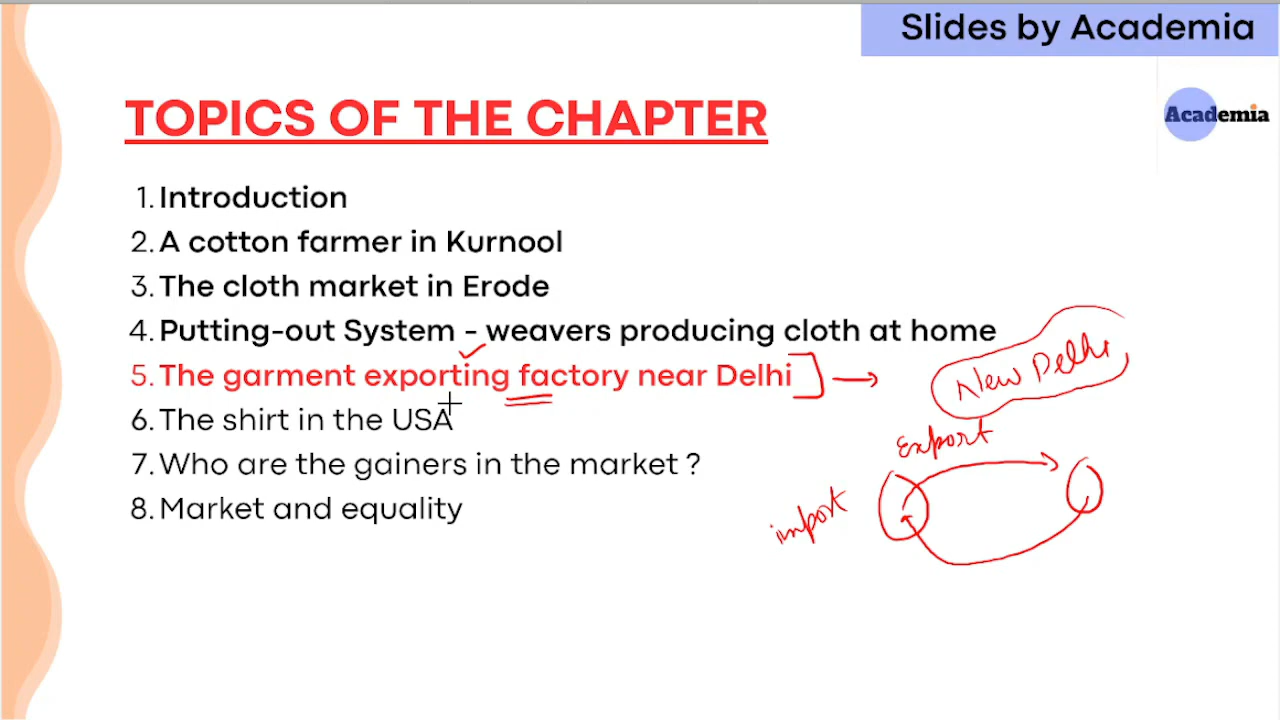 Slides by Academia
Academia
TOPICS OF THE CHAPTER
1. Introduction
2. A cotton farmer in Kurnool
3. The cloth market in Erode
4. Putting-out System - weavers producing cloth at home
5. The garment exporting factory near Delhi
New Delhi
6. The shirt in the USA
Export
7. Who are the gainers in the market ?
import
8. Market and equality